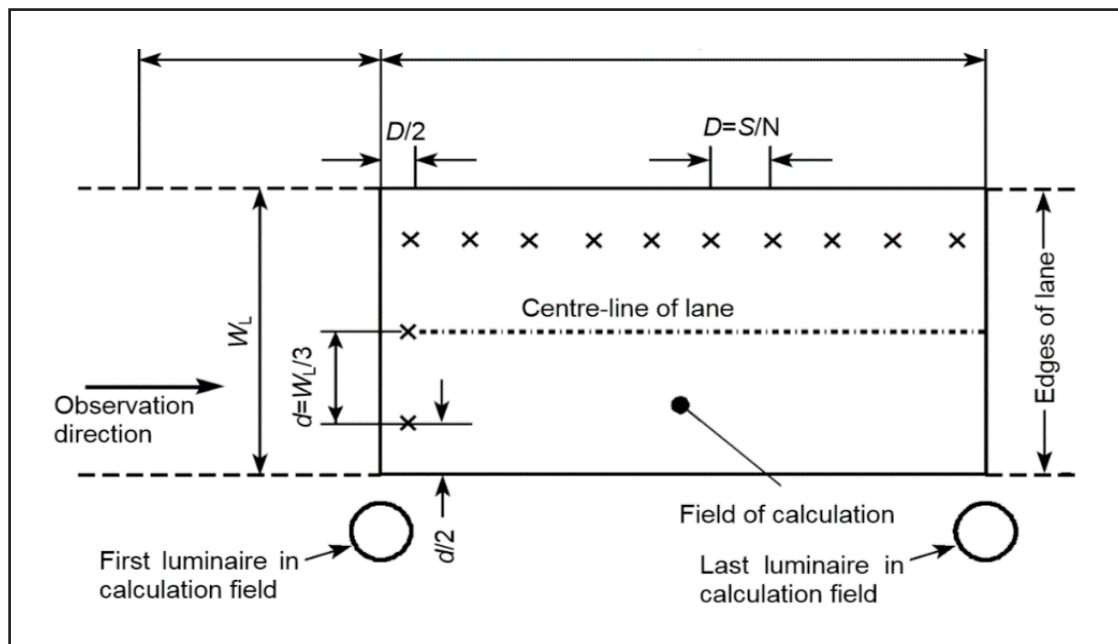 D/2
D=S/N
W_L
d=W_L/3
Centre-line of lane
Edges of lane
Observation
direction
Field of calculation
d/2
First luminaire in
calculation field
Last luminaire in
calculation field